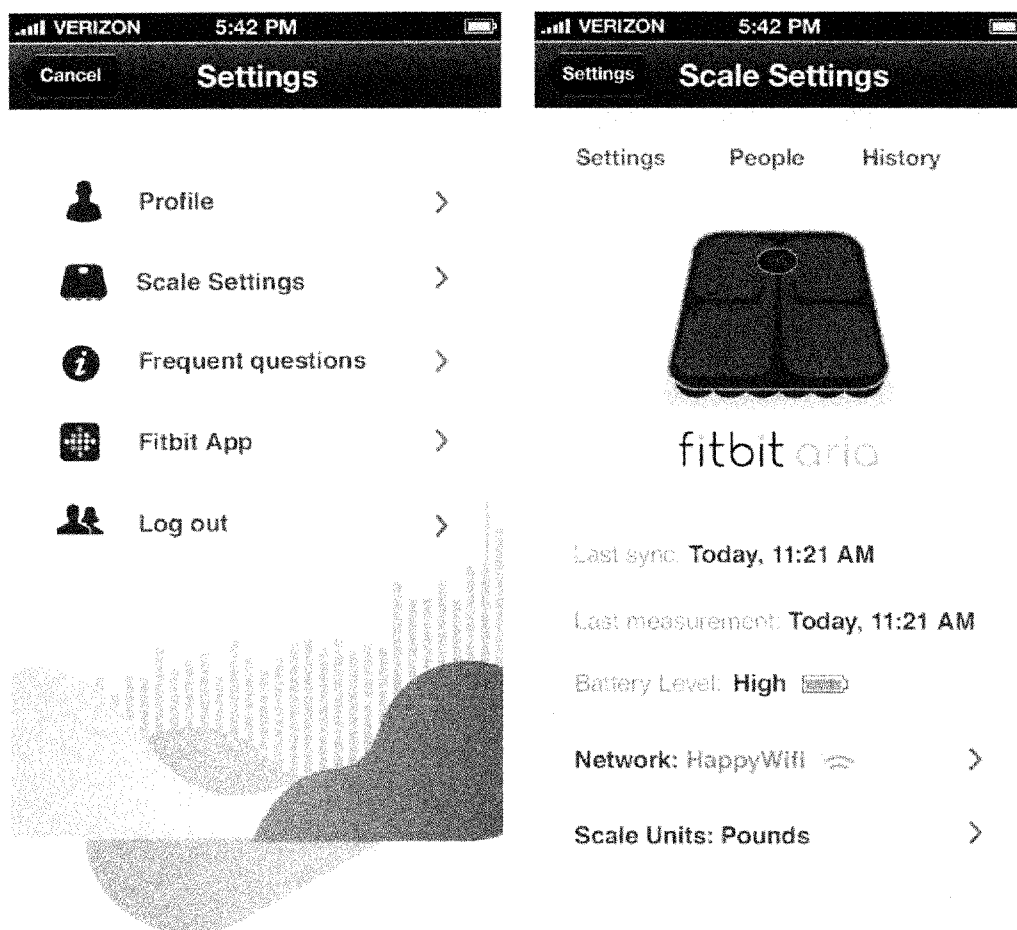 VERIZON 5:42 PM
Cancel Settings
Profile
Scale Settings
Frequent questions
Fitbit App
Log out
VERIZON 5:42 PM
Settings Scale Settings
Settings People History
fitbit aria
Last sync: Today, 11:21 AM
Last measurement: Today, 11:21 AM
Battery Level: High
Network: HappyWifi
Scale Units: Pounds